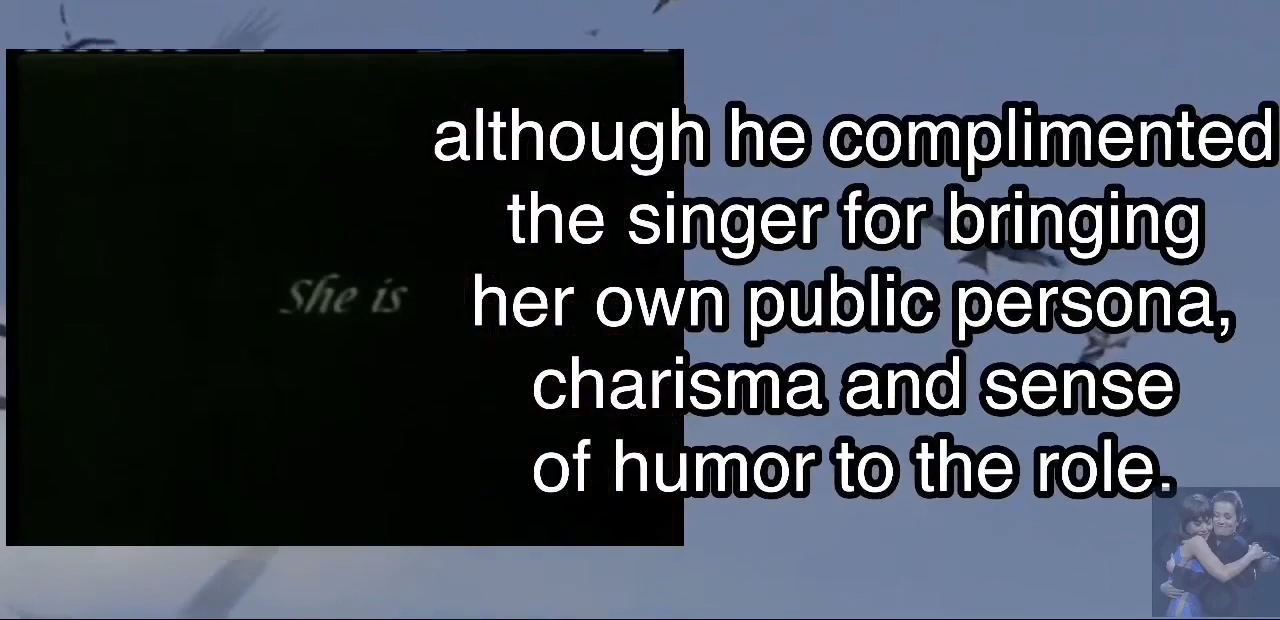 although he complimented
the singer for bringing
She is
her own public persona,
charisma and sense
of humor to the role.